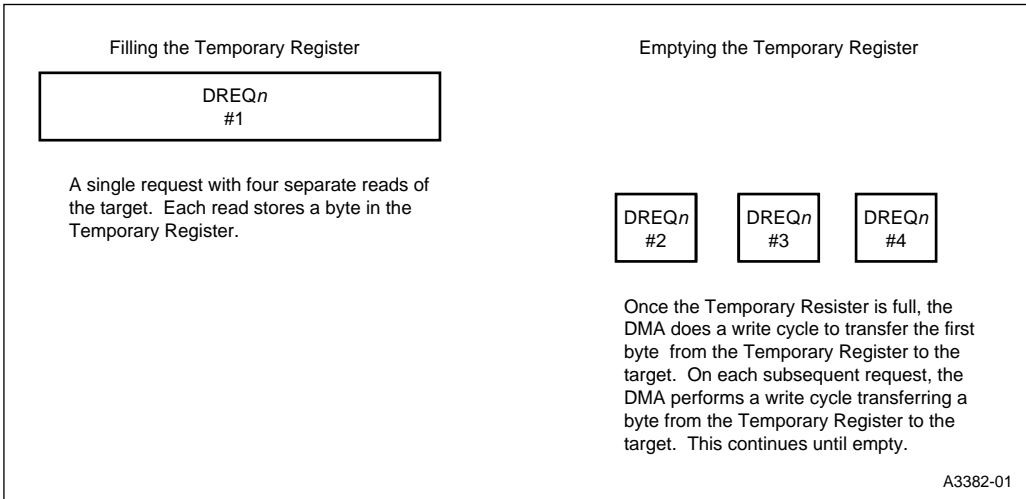 Filling the Temporary Register
DREQn
#1
A single request with four separate reads of
the target. Each read stores a byte in the
Temporary Register.
Emptying the Temporary Register
DREQn
#2
DREQn
#3
DREQn
#4
Once the Temporary Resister is full, the
DMA does a write cycle to transfer the first
byte from the Temporary Register to the
target. On each subsequent request, the
DMA performs a write cycle transferring a
byte from the Temporary Register to the
target. This continues until empty.
A3382-01